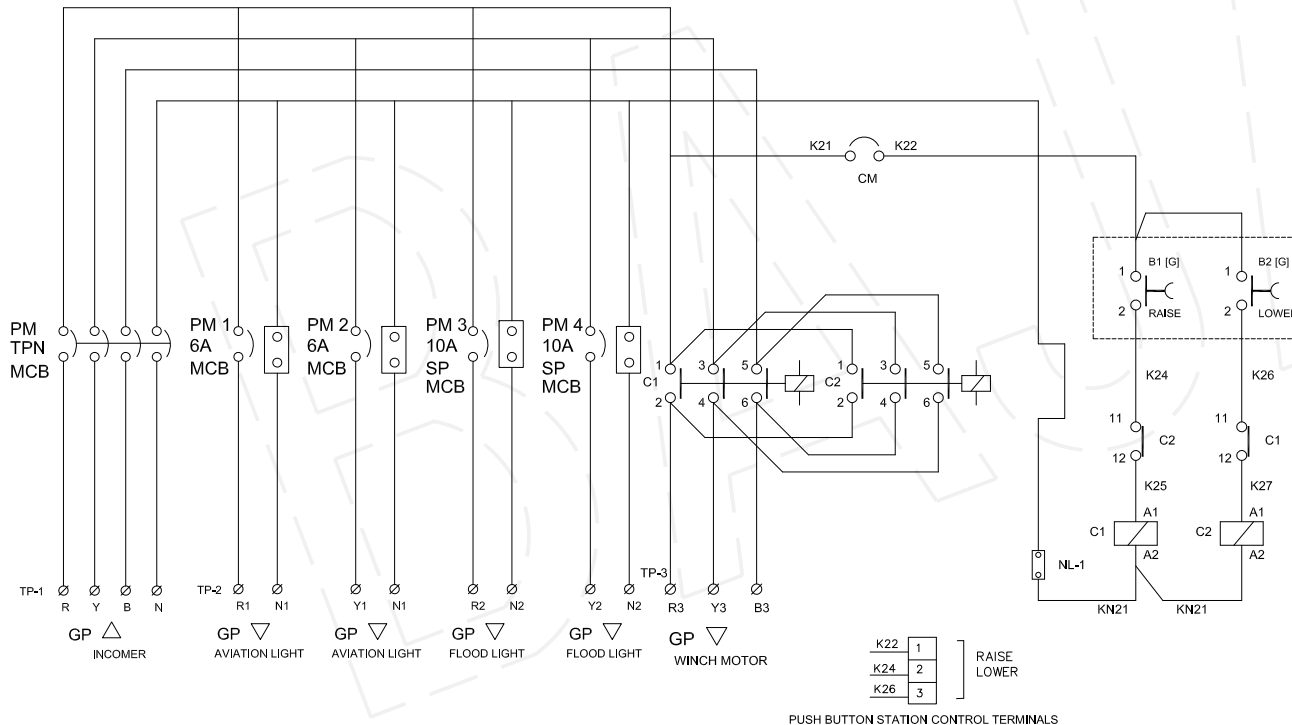 K21
K22
CM
B1 [G]
B2 [G]
1
1
2
2
RAISE
LOWER
PM
TPN
MCB
PM 1
6A
MCB
PM 2
6A
MCB
PM 3
10A
SP
MCB
PM 4
10A
SP
MCB
1
3
5
1
3
5
C1
C2
2
4
6
2
4
6
K24
K26
11
C2
11
C1
12
12
K25
K27
A1
A1
C1
C2
A2
A2
NL-1
KN21
KN21
TP-1
R
Y
B
N
TP-2
R1
N1
Y1
N1
R2
N2
Y2
N2
TP-3
R3
Y3
B3
GP
INCOMER
GP
AVIATION LIGHT
GP
AVIATION LIGHT
GP
FLOOD LIGHT
GP
FLOOD LIGHT
GP
WINCH MOTOR
K22
1
K24
2
K26
3
RAISE
LOWER
PUSH BUTTON STATION CONTROL TERMINALS